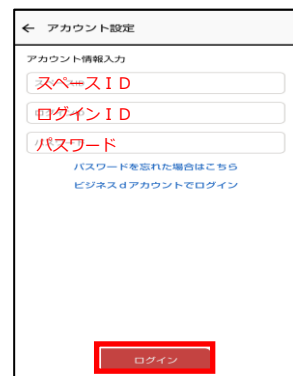 ← アカウント設定
アカウント情報入力
スペースＩＤ
ログインＩＤ
パスワード
パスワードを忘れた場合はこちら
ビジネスdアカウントでログイン
ログイン